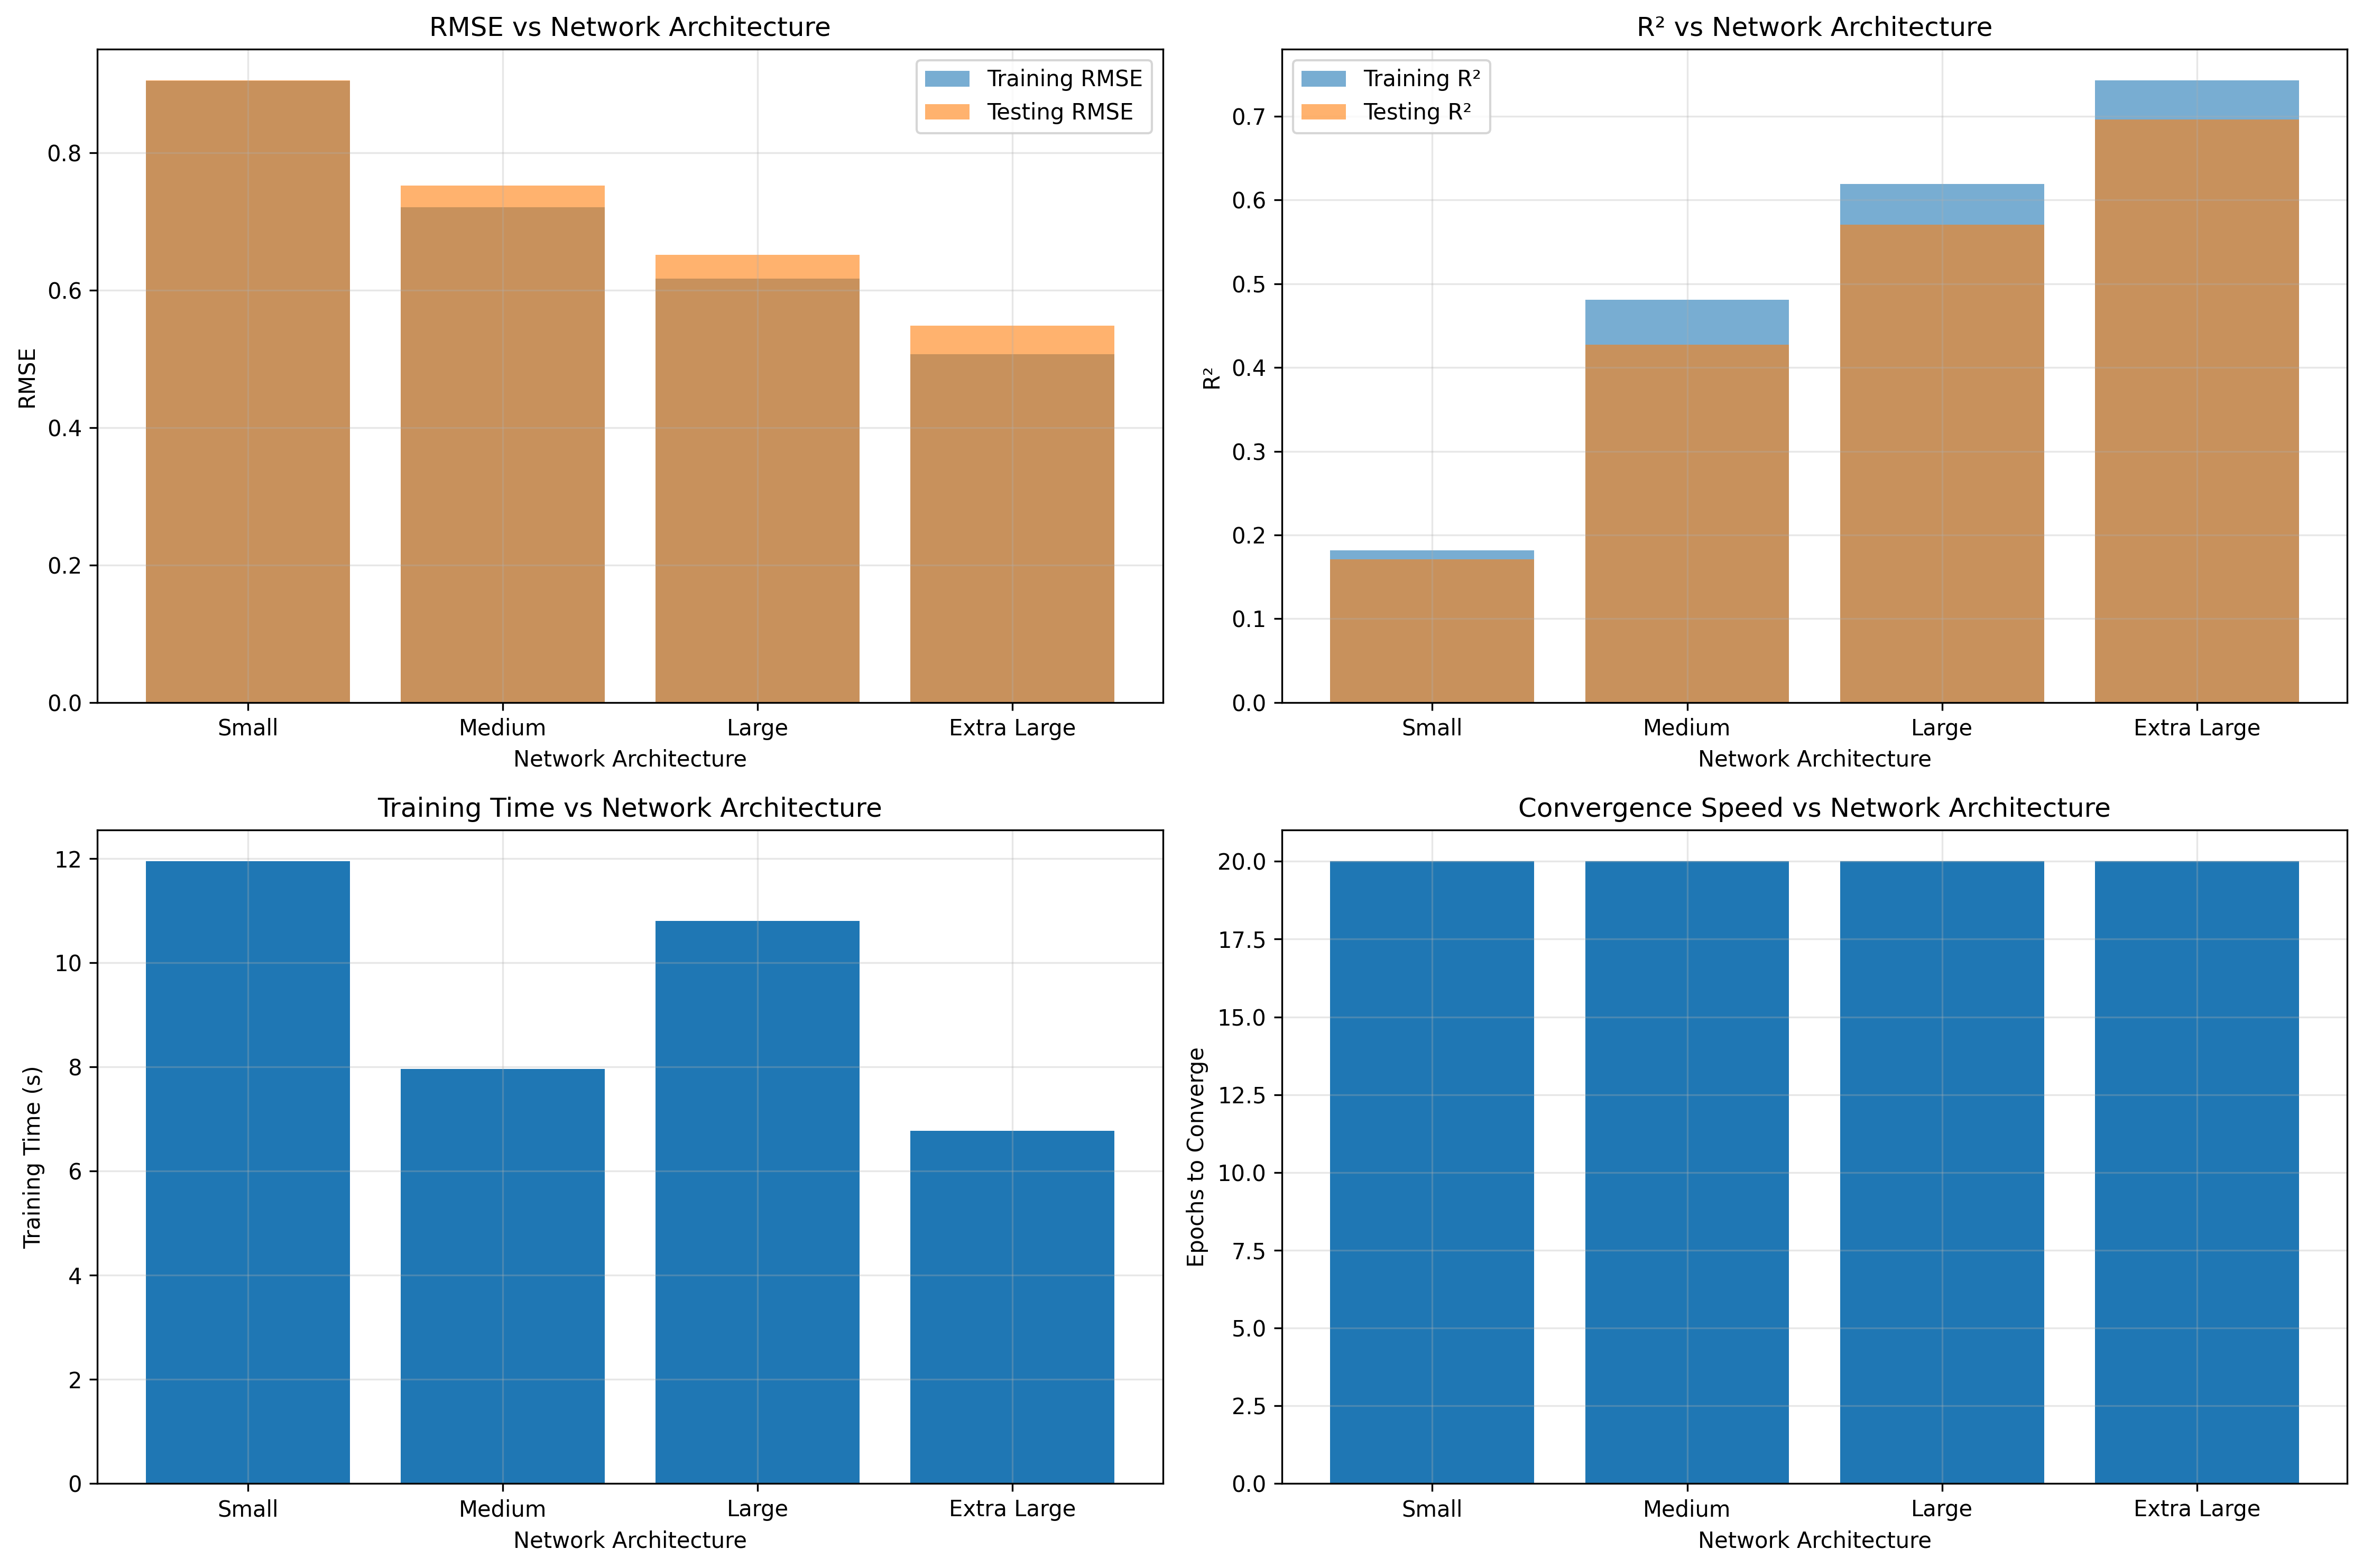 RMSE vs Network Architecture
Training RMSE
Testing RMSE
RMSE
0.8
0.6
0.4
0.2
0.0
Small Medium Large Extra Large
Network Architecture
R² vs Network Architecture
Training R²
Testing R²
R²
0.7
0.6
0.5
0.4
0.3
0.2
0.1
0.0
Small Medium Large Extra Large
Network Architecture
Training Time vs Network Architecture
Training Time (s)
12
10
8
6
4
2
0
Small Medium Large Extra Large
Network Architecture
Convergence Speed vs Network Architecture
Epochs to Converge
20.0
17.5
15.0
12.5
10.0
7.5
5.0
2.5
0.0
Small Medium Large Extra Large
Network Architecture